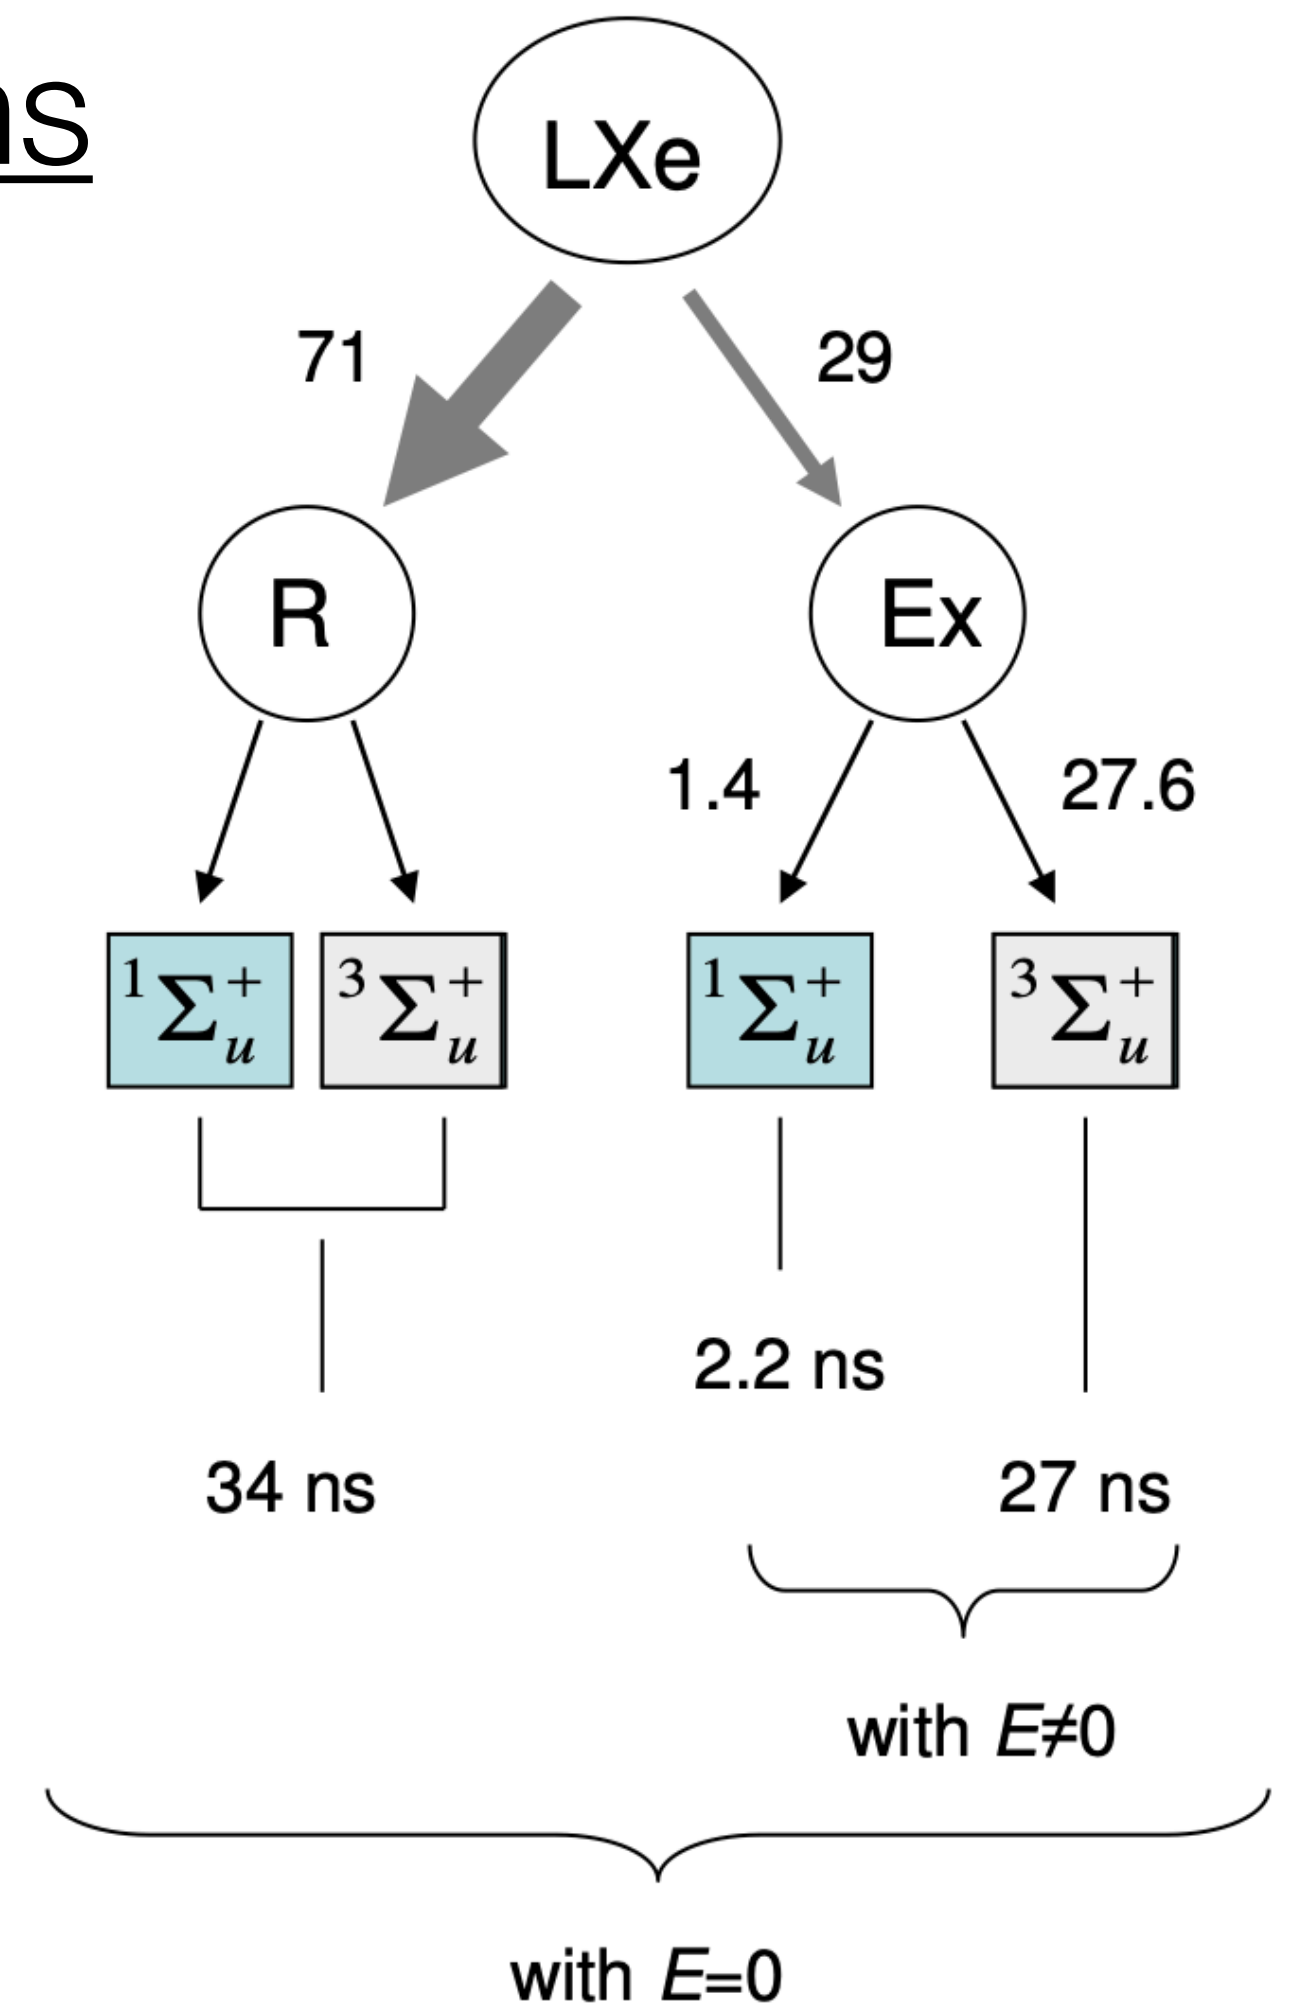 ns
LXe
71 29
R Ex
1.4 27.6
¹Σ⁺ᵤ ³Σ⁺ᵤ ¹Σ⁺ᵤ ³Σ⁺ᵤ
2.2 ns
34 ns 27 ns
with E≠0
with E=0